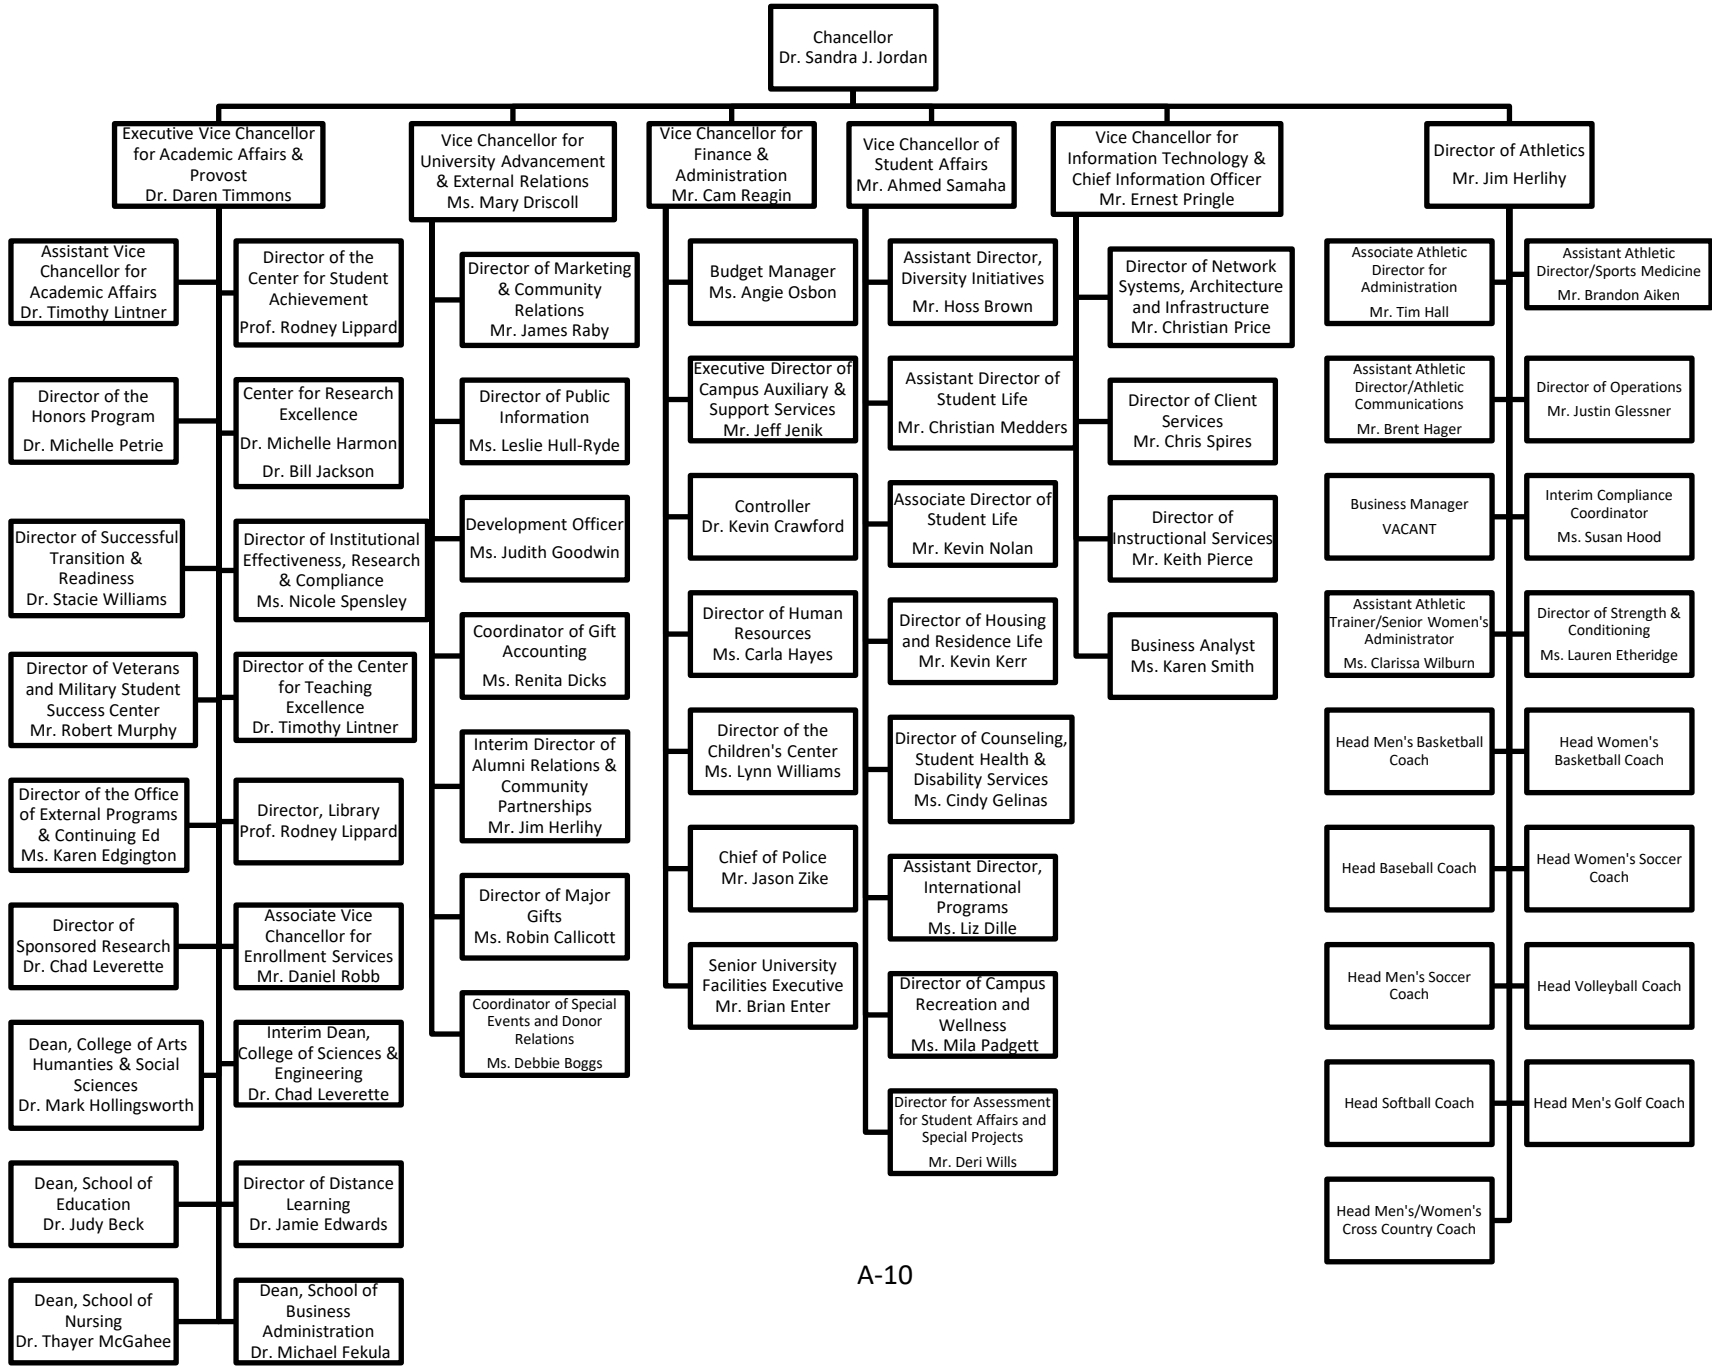 Chancellor
Dr. Sandra J. Jordan
Executive Vice Chancellor
for Academic Affairs &
Provost
Dr. Daren Timmons
Vice Chancellor for
University Advancement
& External Relations
Ms. Mary Driscoll
Vice Chancellor for
Finance &
Administration
Mr. Cam Reagin
Vice Chancellor of
Student Affairs
Mr. Ahmed Samaha
Vice Chancellor for
Information Technology &
Chief Information Officer
Mr. Ernest Pringle
Director of Athletics
Mr. Jim Herlihy
Assistant Vice
Chancellor for
Academic Affairs
Dr. Timothy Lintner
Director of the
Center for Student
Achievement
Prof. Rodney Lippard
Director of the
Honors Program
Dr. Michelle Petrie
Center for Research
Excellence
Dr. Michelle Harmon
Dr. Bill Jackson
Director of Successful
Transition &
Readiness
Dr. Stacie Williams
Director of Institutional
Effectiveness, Research
& Compliance
Ms. Nicole Spensley
Director of Veterans
and Military Student
Success Center
Mr. Robert Murphy
Director of the Center
for Teaching
Excellence
Dr. Timothy Lintner
Director of the Office
of External Programs
& Continuing Ed
Ms. Karen Edgington
Director, Library
Prof. Rodney Lippard
Director of
Sponsored Research
Dr. Chad Leverette
Associate Vice
Chancellor for
Enrollment Services
Mr. Daniel Robb
Dean, College of Arts
Humanties & Social
Sciences
Dr. Mark Hollingsworth
Interim Dean,
College of Sciences &
Engineering
Dr. Chad Leverette
Dean, School of
Education
Dr. Judy Beck
Director of Distance
Learning
Dr. Jamie Edwards
Dean, School of
Nursing
Dr. Thayer McGahee
Dean, School of
Business
Administration
Dr. Michael Fekula
Director of Marketing
& Community
Relations
Mr. James Raby
Director of Public
Information
Ms. Leslie Hull-Ryde
Development Officer
Ms. Judith Goodwin
Coordinator of Gift
Accounting
Ms. Renita Dicks
Interim Director of
Alumni Relations &
Community
Partnerships
Mr. Jim Herlihy
Director of Major
Gifts
Ms. Robin Callicott
Coordinator of Special
Events and Donor
Relations
Ms. Debbie Boggs
Budget Manager
Ms. Angie Osbon
Executive Director of
Campus Auxiliary &
Support Services
Mr. Jeff Jenik
Controller
Dr. Kevin Crawford
Director of Human
Resources
Ms. Carla Hayes
Director of the
Children's Center
Ms. Lynn Williams
Chief of Police
Mr. Jason Zike
Senior University
Facilities Executive
Mr. Brian Enter
Assistant Director,
Diversity Initiatives
Mr. Hoss Brown
Assistant Director of
Student Life
Mr. Christian Medders
Associate Director of
Student Life
Mr. Kevin Nolan
Director of Housing
and Residence Life
Mr. Kevin Kerr
Director of Counseling,
Student Health &
Disability Services
Ms. Cindy Gelinas
Assistant Director,
International
Programs
Ms. Liz Dille
Director of Campus
Recreation and
Wellness
Ms. Mila Padgett
Director for Assessment
for Student Affairs and
Special Projects
Mr. Deri Wills
Director of Network
Systems, Architecture
and Infrastructure
Mr. Christian Price
Director of Client
Services
Mr. Chris Spires
Director of
Instructional Services
Mr. Keith Pierce
Business Analyst
Ms. Karen Smith
Associate Athletic
Director for
Administration
Mr. Tim Hall
Assistant Athletic
Director/Sports Medicine
Mr. Brandon Aiken
Assistant Athletic
Director/Athletic
Communications
Mr. Brent Hager
Director of Operations
Mr. Justin Glessner
Business Manager
VACANT
Interim Compliance
Coordinator
Ms. Susan Hood
Assistant Athletic
Trainer/Senior Women's
Administrator
Ms. Clarissa Wilburn
Director of Strength &
Conditioning
Ms. Lauren Etheridge
Head Men's Basketball
Coach
Head Women's
Basketball Coach
Head Baseball Coach
Head Women's Soccer
Coach
Head Men's Soccer
Coach
Head Volleyball Coach
Head Softball Coach
Head Men's Golf Coach
Head Men's/Women's
Cross Country Coach
A-10